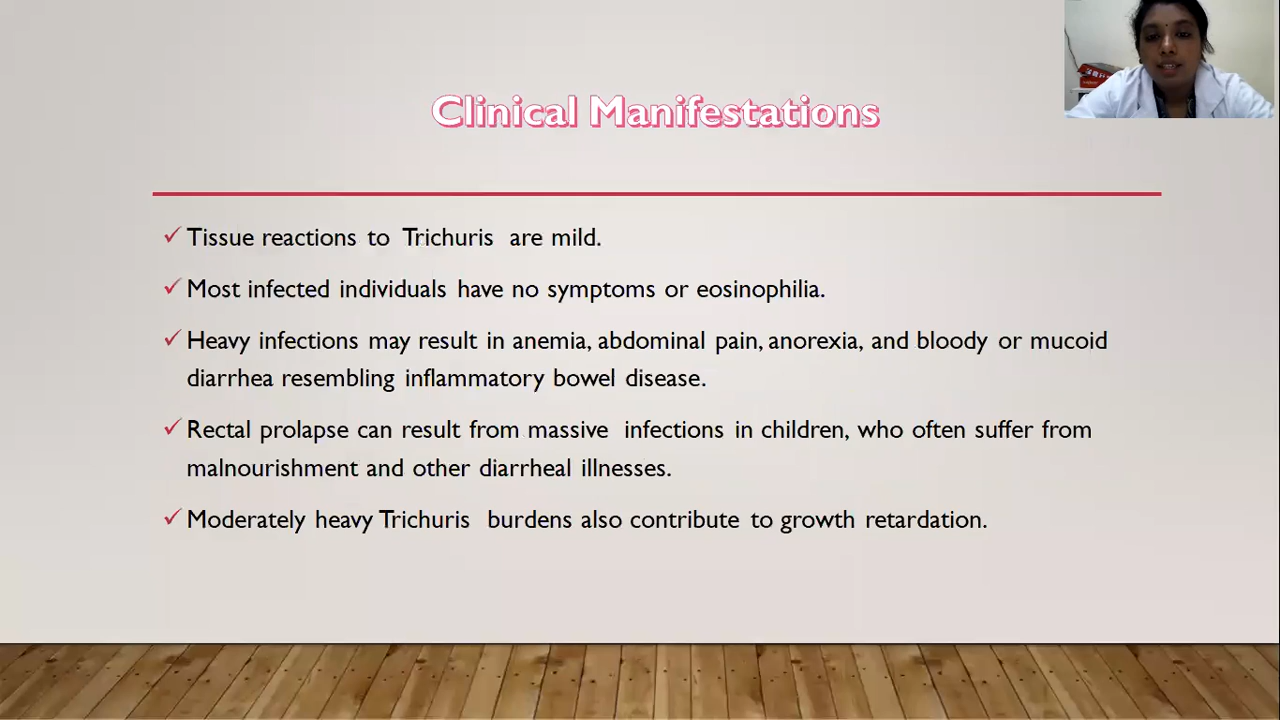 Clinical Manifestations
✓ Tissue reactions to Trichuris are mild.
✓ Most infected individuals have no symptoms or eosinophilia.
✓ Heavy infections may result in anemia, abdominal pain, anorexia, and bloody or mucoid
diarrhea resembling inflammatory bowel disease.
✓ Rectal prolapse can result from massive infections in children, who often suffer from
malnourishment and other diarrheal illnesses.
✓ Moderately heavy Trichuris burdens also contribute to growth retardation.